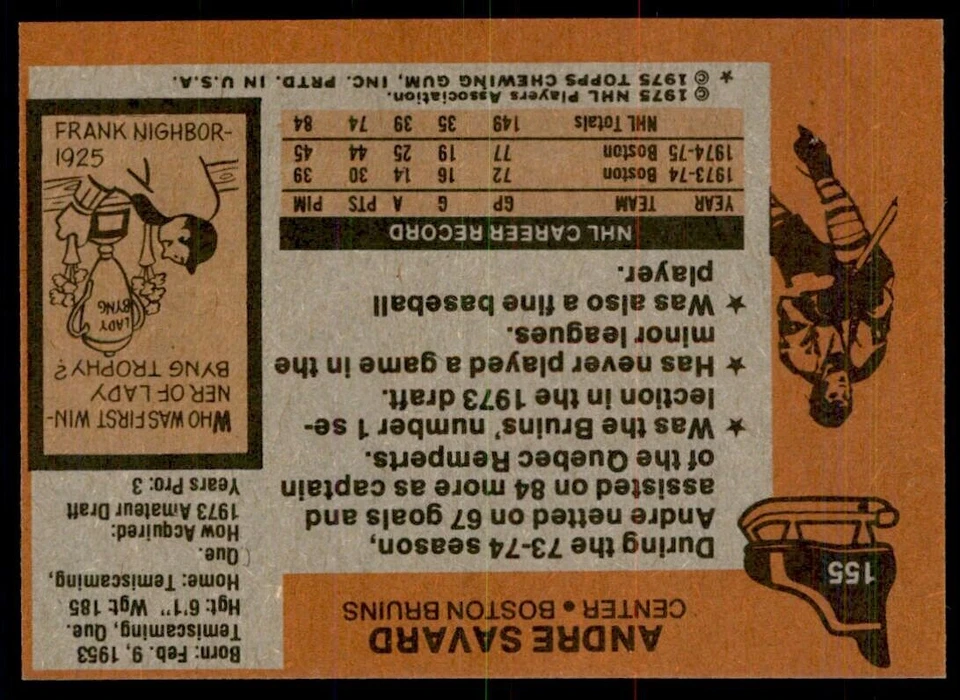 155
ANDRE SAVARD
CENTER • BOSTON BRUINS
Born: Feb. 9, 1953
Temiscaming, Que.
Hgt: 6'1" Wgt: 185
Home: Temiscaming,
Que.
How Acquired:
1973 Amateur Draft
Years Pro: 3
During the 73-74 season,
Andre netted on 67 goals and
assisted on 84 more as captain
of the Quebec Remperts.
★ Was the Bruins' number 1 se-
lection in the 1973 draft.
★ Has never played a game in the
minor leagues.
★ Was also a fine baseball
player.
WHO WAS FIRST WIN-
NER OF LADY
BYNG TROPHY?
LADY
BYNG
FRANK NIGHBOR-
1925
NHL CAREER RECORD
YEAR TEAM GP G A PTS PIM
1973-74 Boston 72 16 14 30 39
1974-75 Boston 77 19 25 44 45
NHL Totals 149 35 39 74 84
© 1975 NHL Players Association.
★ © 1975 TOPPS CHEWING GUM, INC. PRTD. IN U.S.A.